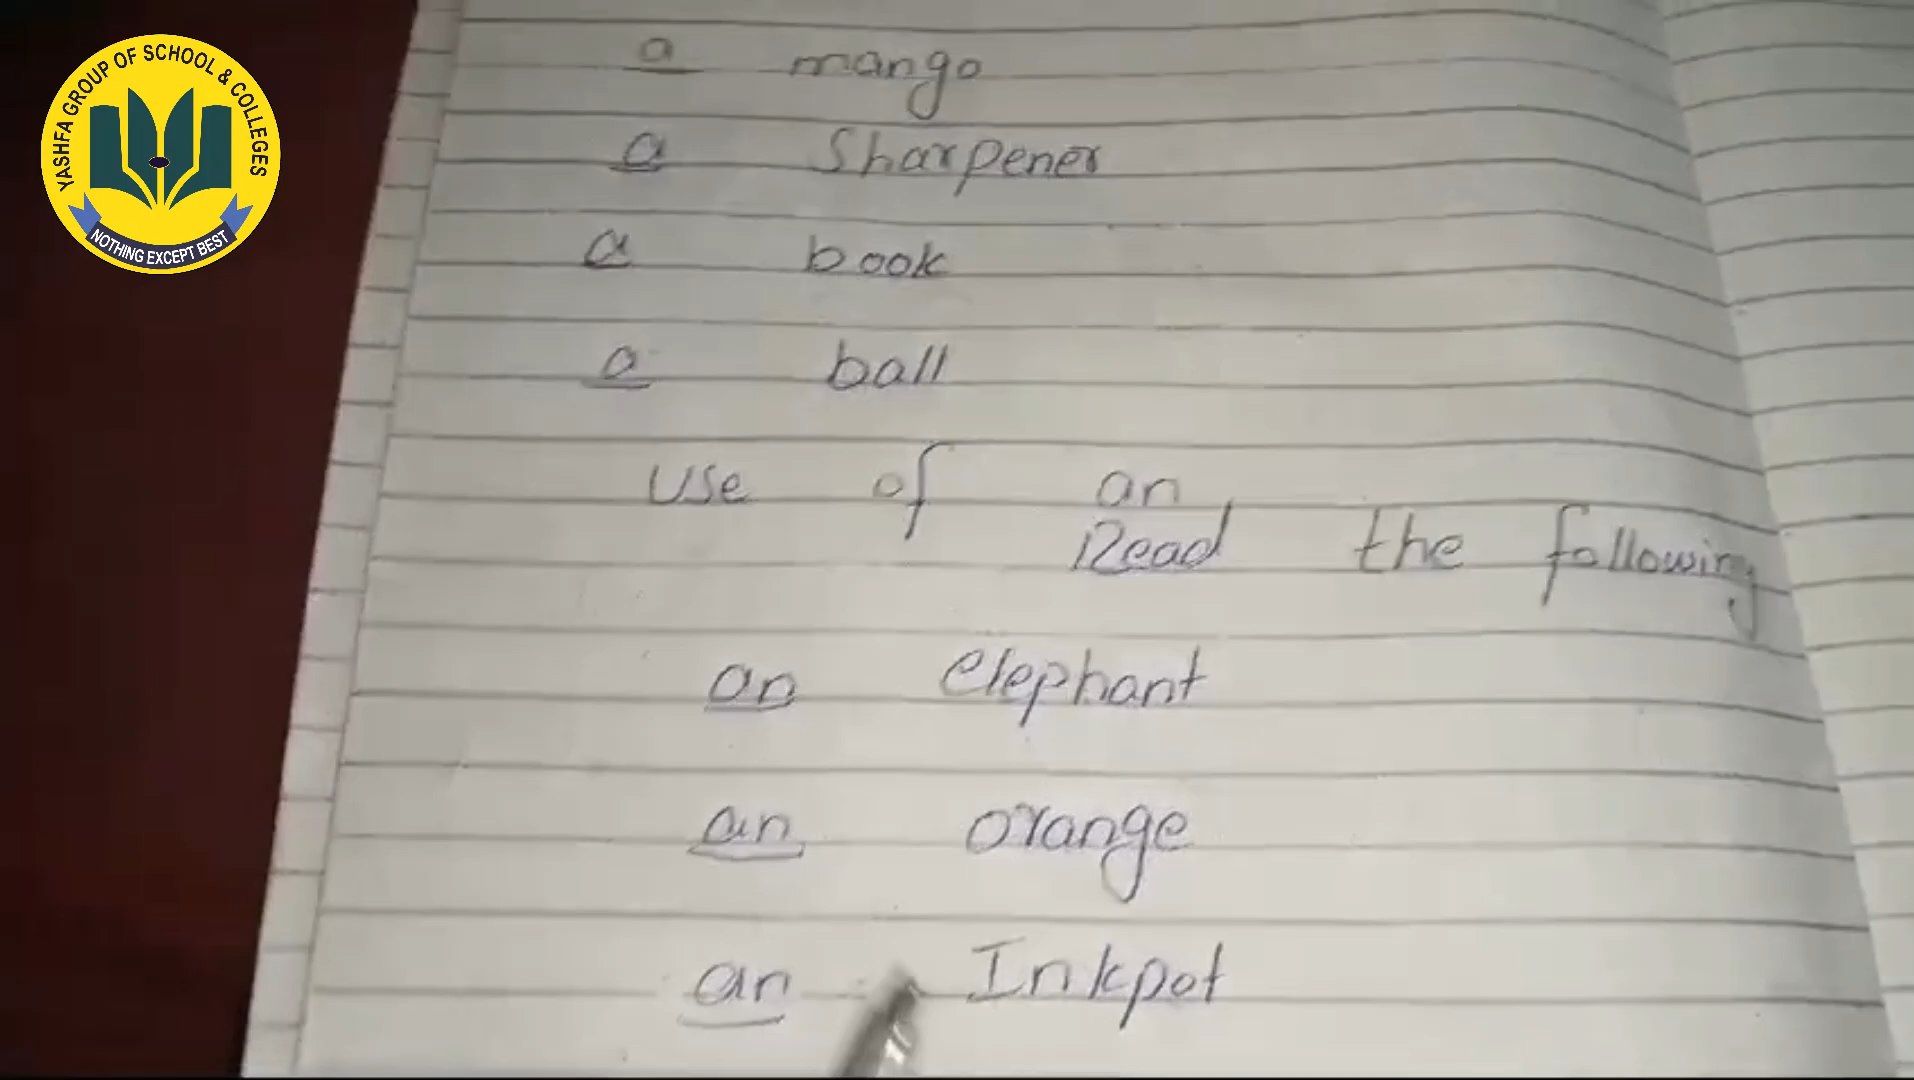 YASHFA GROUP OF SCHOOL & COLLEGES
NOTHING EXCEPT BEST
a mango
a Sharpener
a book
a ball
Use of an
Read the following
an elephant
an orange
an Inkpot